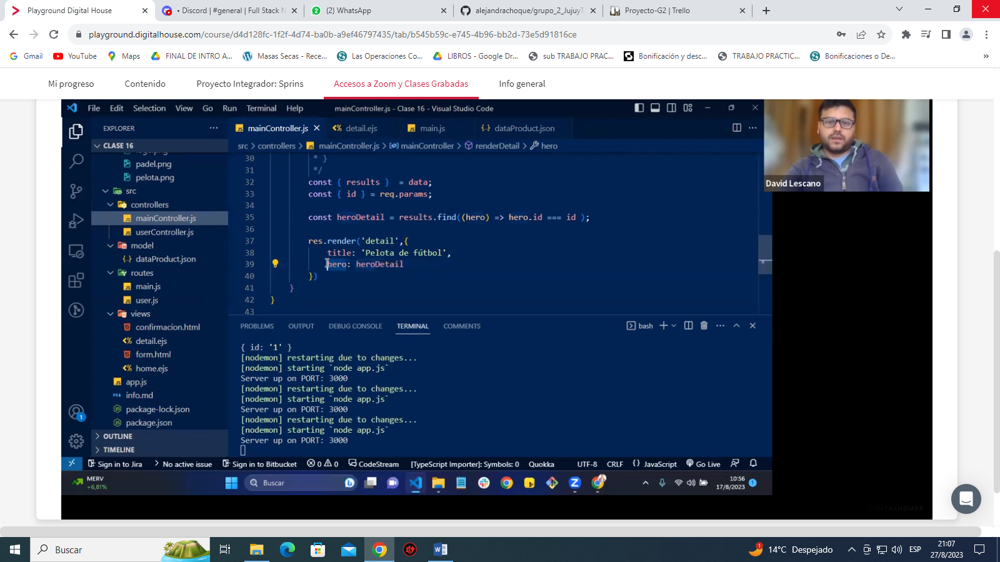 Playground Digital House
• Discord | #general | Full Stack N
(2) WhatsApp
alejandrachoque/grupo_2_JujuyT
Proyecto-G2 | Trello
playground.digitalhouse.com/course/d4d128fc-1f2f-4d74-ba0b-a9ef46797435/tab/b545b59c-e745-4b96-bb2d-73e5d91816ce
Gmail
YouTube
Maps
FINAL DE INTRO A...
Masas Secas - Rece...
Las Operaciones Co...
LIBROS - Google Dr...
sub TRABAJO PRAC...
Bonificación y desc...
TRABAJO PRACTIC...
Bonificaciones o De...
Mi progreso
Contenido
Proyecto Integrador: Sprins
Accesos a Zoom y Clases Grabadas
Info general
File Edit Selection View Go Run Terminal Help
mainController.js - Clase 16 - Visual Studio Code
EXPLORER
mainController.js
detail.ejs
main.js
dataProduct.json
src > controllers > mainController.js > mainController > renderDetail > hero
CLASE 16
padel.png
pelota.png
src
controllers
mainController.js
userController.js
model
dataProduct.json
routes
main.js
user.js
views
confirmacion.html
detail.ejs
form.html
home.ejs
app.js
info.md
package-lock.json
package.json
OUTLINE
TIMELINE
30 * }
31 */
32 const { results } = data;
33 const { id } = req.params;
34
35 const heroDetail = results.find((hero) => hero.id === id );
36
37 res.render('detail',{
38 title: 'Pelota de fútbol',
39 hero: heroDetail
40 })
41 }
42 }
43
David Lescano
PROBLEMS OUTPUT DEBUG CONSOLE TERMINAL COMMENTS
bash
{ id: '1' }
[nodemon] restarting due to changes...
[nodemon] starting `node app.js`
Server up on PORT: 3000
[nodemon] restarting due to changes...
[nodemon] starting `node app.js`
Server up on PORT: 3000
[nodemon] restarting due to changes...
[nodemon] starting `node app.js`
Server up on PORT: 3000
1
Sign in to Jira
No active issue
Sign in to Bitbucket
0 0
CodeStream
[TypeScript Importer]: Symbols: 0
Quokka
UTF-8
CRLF
{} JavaScript
Go Live
MERV
+6,81%
Buscar
10:56
17/8/2023
1
DIGITALHOUSE
Buscar
1
14°C Despejado
ESP
21:07
27/8/2023